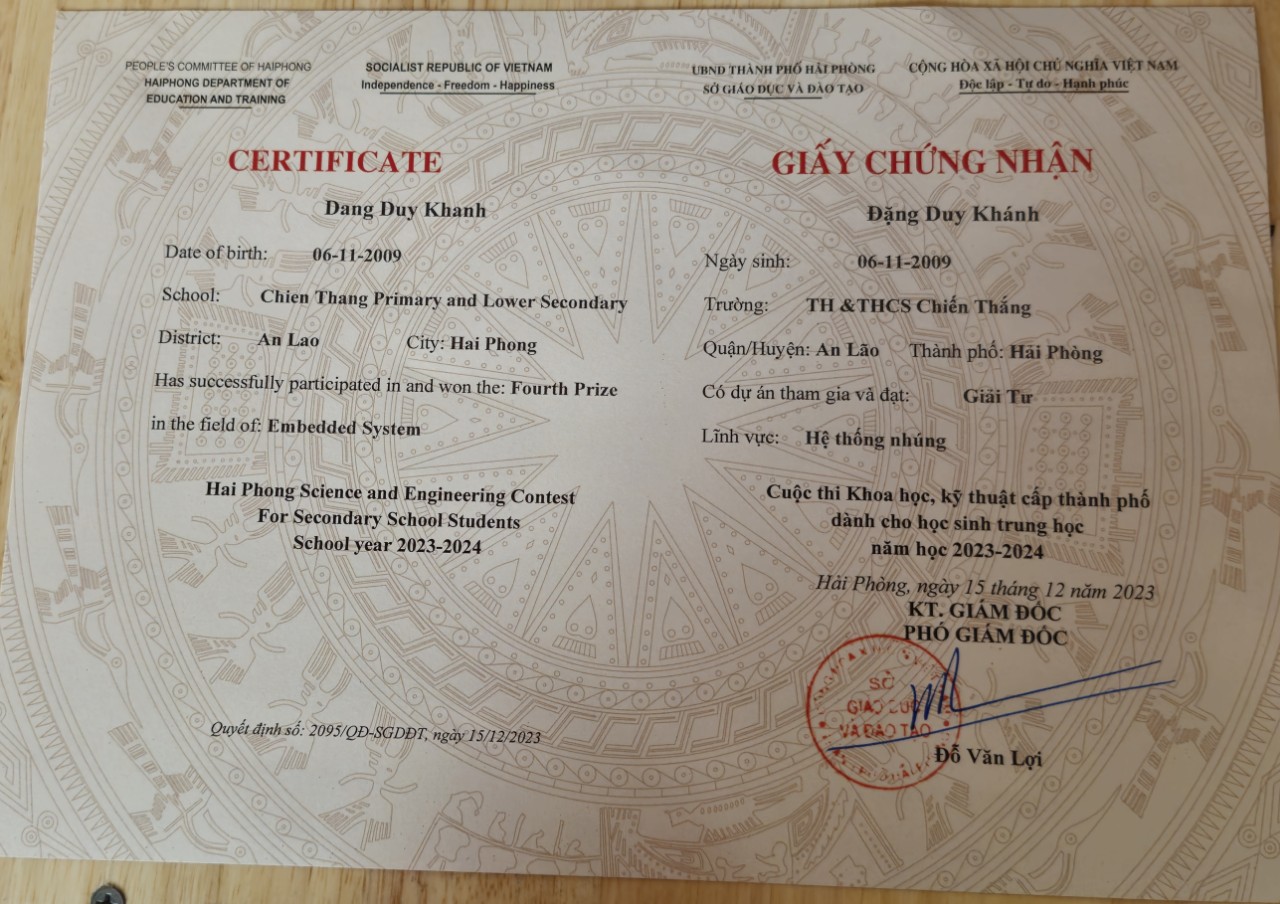 PEOPLE'S COMMITTEE OF HAIPHONG
HAIPHONG DEPARTMENT OF
EDUCATION AND TRAINING
SOCIALIST REPUBLIC OF VIETNAM
Independence - Freedom - Happiness
CERTIFICATE
Dang Duy Khanh
Date of birth: 06-11-2009
School: Chien Thang Primary and Lower Secondary
District: An Lao City: Hai Phong
Has successfully participated in and won the: Fourth Prize
in the field of: Embedded System
Hai Phong Science and Engineering Contest
For Secondary School Students
School year 2023-2024
Quyết định số: 2095/QĐ-SGDĐT, ngày 15/12/2023
UBND THÀNH PHỐ HẢI PHÒNG
SỞ GIÁO DỤC VÀ ĐÀO TẠO
CỘNG HÒA XÃ HỘI CHỦ NGHĨA VIỆT NAM
Độc lập - Tự do - Hạnh phúc
GIẤY CHỨNG NHẬN
Đặng Duy Khánh
Ngày sinh: 06-11-2009
Trường: TH &THCS Chiến Thắng
Quận/Huyện: An Lão Thành phố: Hải Phòng
Có dự án tham gia và đạt: Giải Tư
Lĩnh vực: Hệ thống nhúng
Cuộc thi Khoa học, kỹ thuật cấp thành phố
dành cho học sinh trung học
năm học 2023-2024
Hải Phòng, ngày 15 tháng 12 năm 2023
KT. GIÁM ĐỐC
PHÓ GIÁM ĐỐC
SỞ
GIÁO DỤC
VÀ ĐÀO TẠO
Đỗ Văn Lợi